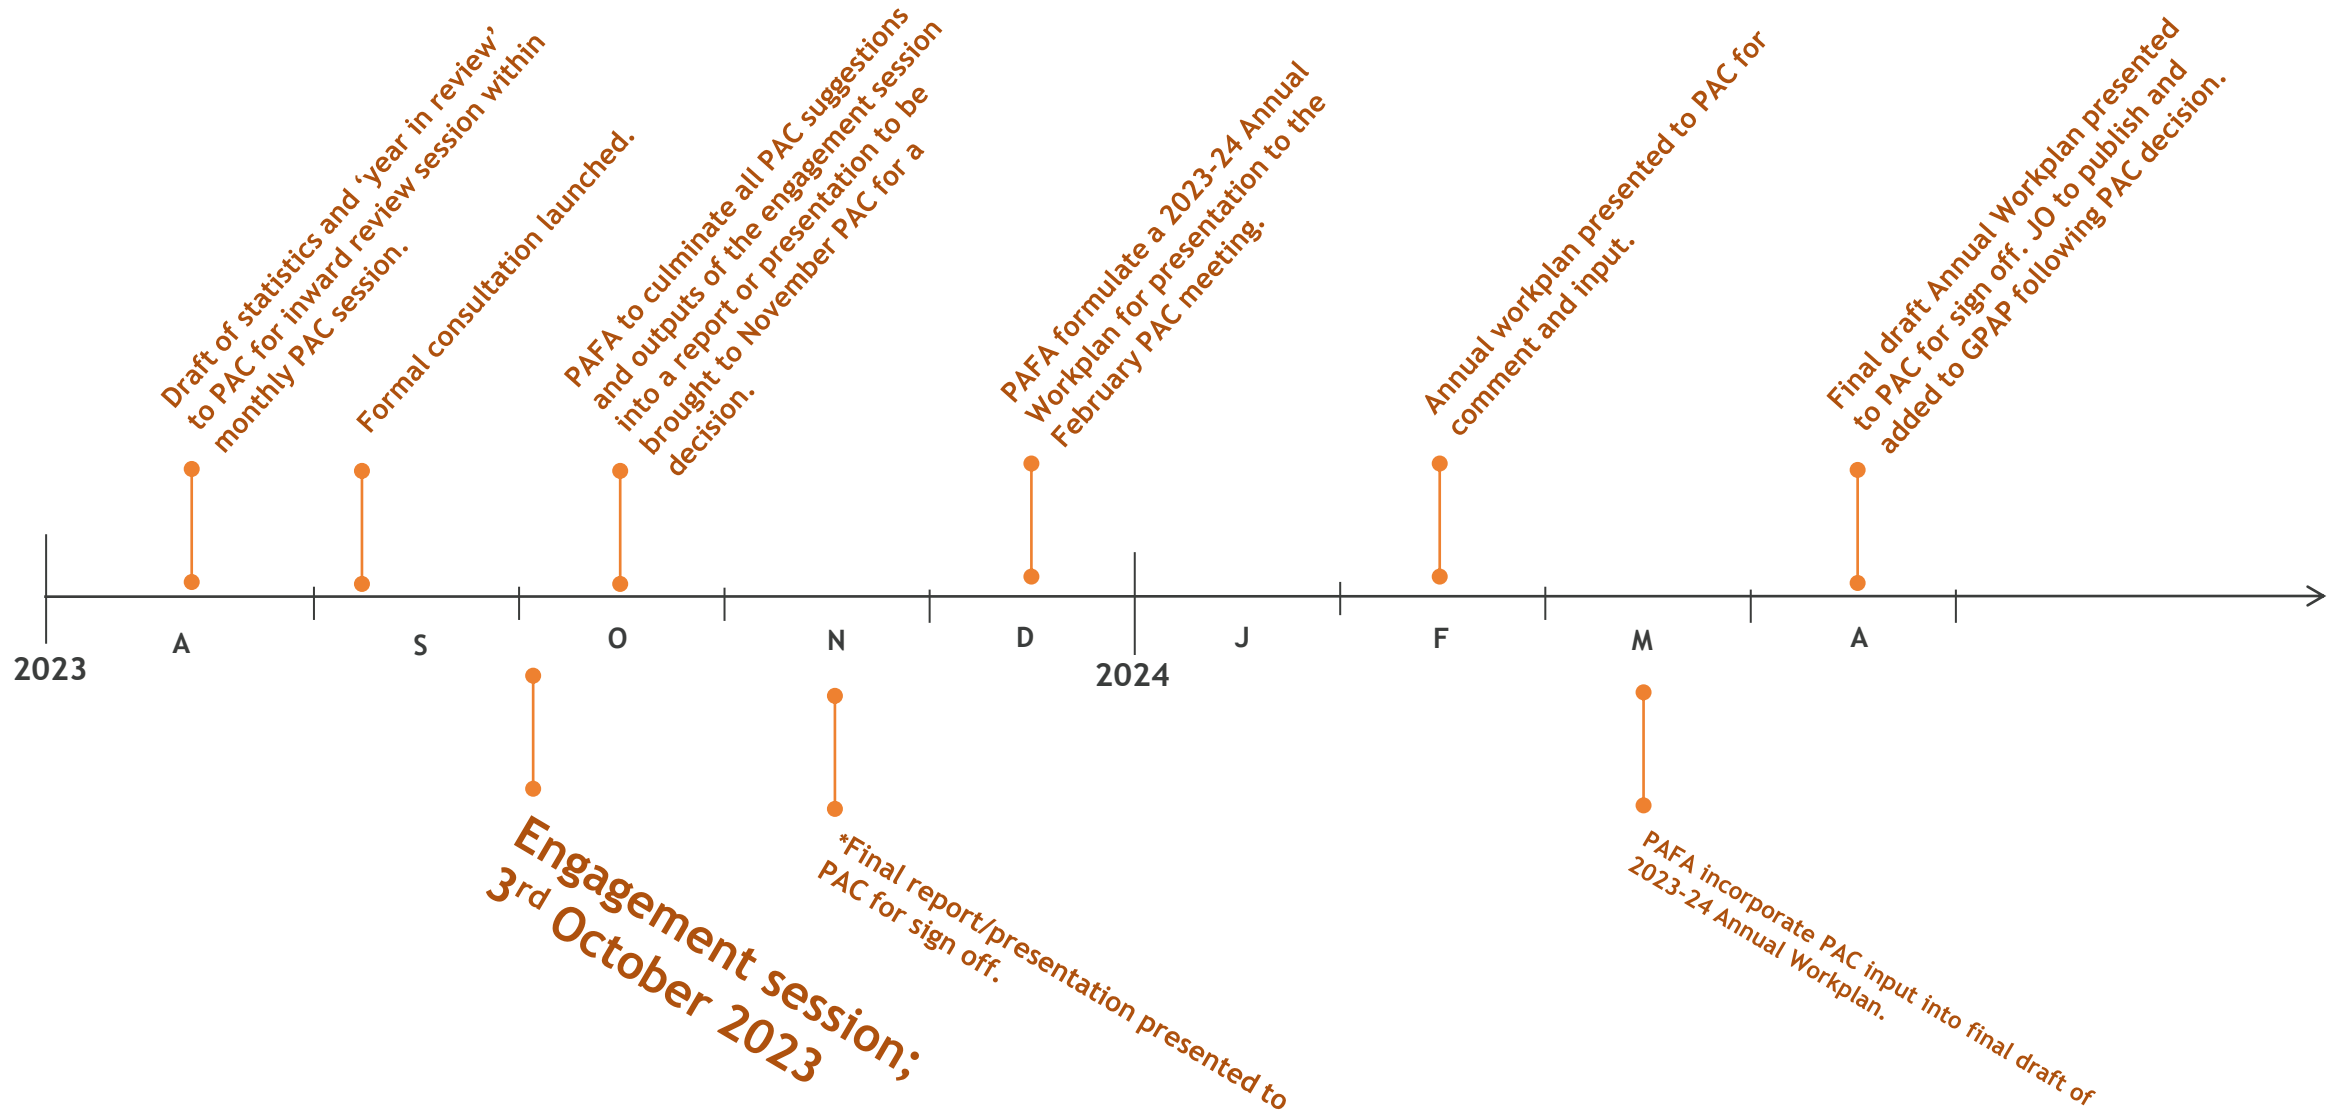 Draft of statistics and ‘year in review’
to PAC for inward review session within
monthly PAC session.
Formal consultation launched.
PAFA to culminate all PAC suggestions
and outputs of the engagement session
into a report or presentation to be
brought to November PAC for a
decision.
PAFA formulate a 2023-24 Annual
Workplan for presentation to the
February PAC meeting.
Annual workplan presented to PAC for
comment and input.
Final draft Annual Workplan presented
to PAC for sign off. JO to publish and
added to GPAP following PAC decision.
A
S
O
N
D
J
F
M
A
2023
2024
Engagement session;
3rd October 2023
*Final report/presentation presented to
PAC for sign off.
PAFA incorporate PAC input into final draft of
2023-24 Annual Workplan.